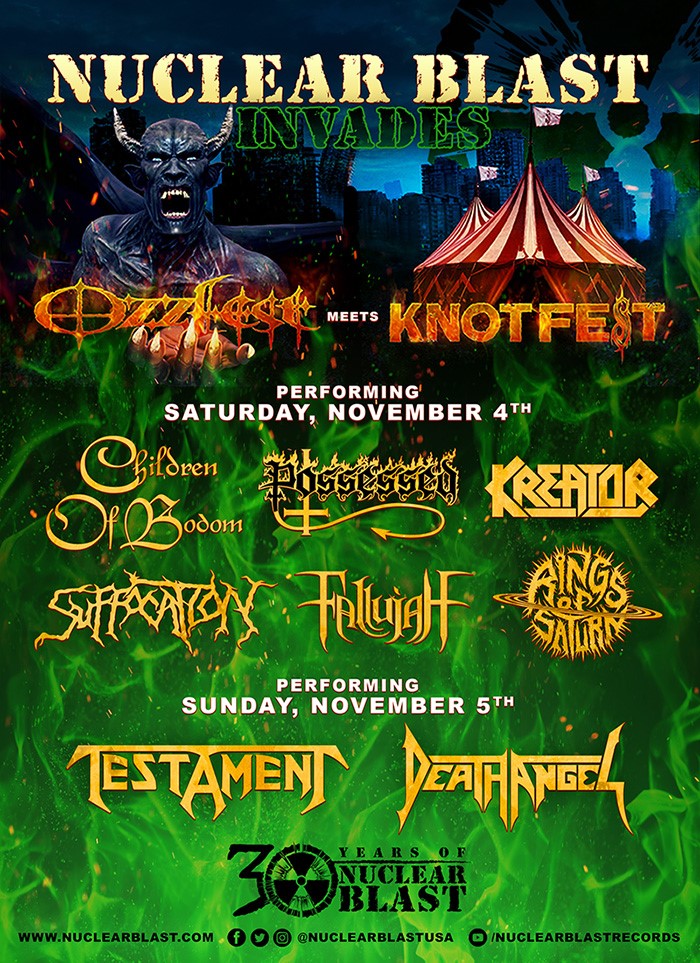 NUCLEAR BLAST
INVADES
OZZFEST MEETS KNOTFEST
PERFORMING
SATURDAY, NOVEMBER 4TH
Children
Of Bodom
Possessed
KREATOR
SUFFOCATION
FALLUJAH
RINGS
OF
SATURN
PERFORMING
SUNDAY, NOVEMBER 5TH
TESTAMENT
DEATH ANGEL
30 YEARS OF
NUCLEAR
BLAST
WWW.NUCLEARBLAST.COM @NUCLEARBLASTUSA /NUCLEARBLASTRECORDS